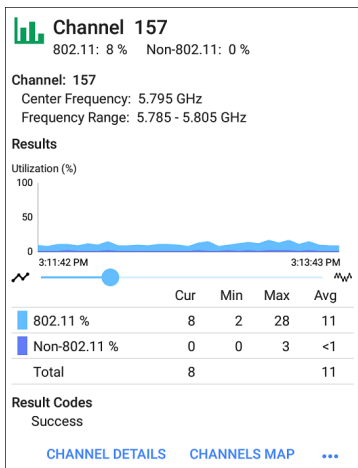 Channel 157
802.11: 8 % Non-802.11: 0 %
Channel: 157
Center Frequency: 5.795 GHz
Frequency Range: 5.785 - 5.805 GHz
Results
Utilization (%)
100
50
0
3:11:42 PM 3:13:43 PM
Cur Min Max Avg
802.11 % 8 2 28 11
Non-802.11 % 0 0 3 <1
Total 8 11
Result Codes
Success
CHANNEL DETAILS CHANNELS MAP